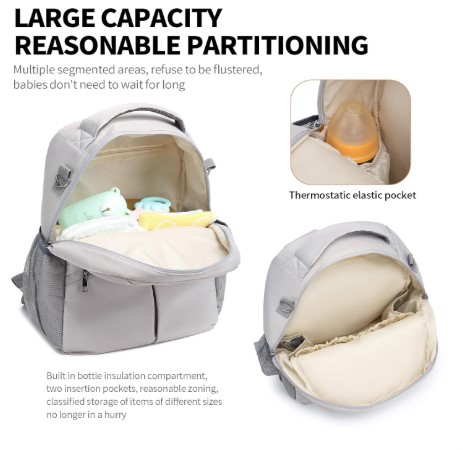 LARGE CAPACITY
REASONABLE PARTITIONING
Multiple segmented areas, refuse to be flustered,
babies don't need to wait for long
Thermostatic elastic pocket
Built in bottle insulation compartment,
two insertion pockets, reasonable zoning,
classified storage of items of different sizes
no longer in a hurry